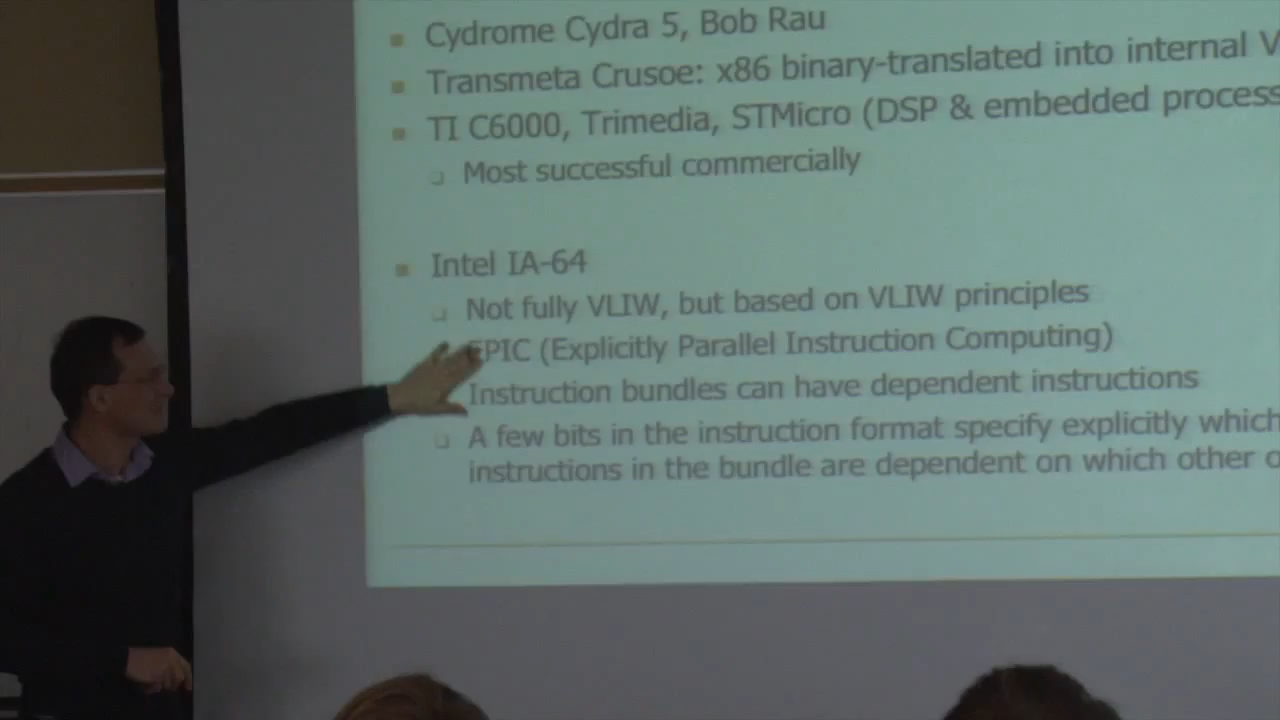 Cydrome Cydra 5, Bob Rau
Transmeta Crusoe: x86 binary-translated into internal
TI C6000, Trimedia, STMicro (DSP & embedded
Most successful commercially
Intel IA-64
Not fully VLIW, but based on VLIW principles
EPIC (Explicitly Parallel Instruction Computing)
Instruction bundles can have dependent instructions
A few bits in the instruction format specify explicitly which
instructions in the bundle are dependent on which other